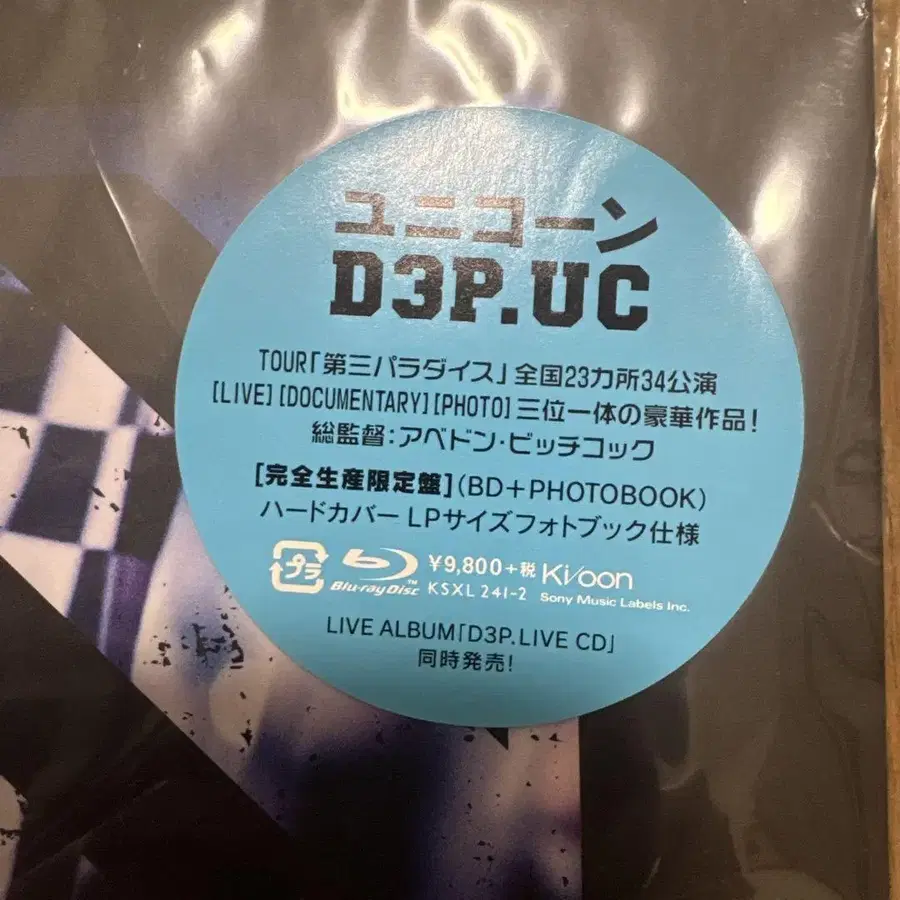 ユニコーン
D3P.UC
TOUR「第三パラダイス」全国23カ所34公演
[LIVE][DOCUMENTARY][PHOTO]三位一体の豪華作品!
総監督:アベドン・ビッチコック
[完全生産限定盤](BD+PHOTOBOOK)
ハードカバー LPサイズフォトブック仕様
プラ Blu-ray Disc™ ¥9,800+税 KSXL 241-2 Ki/oon Sony Music Labels Inc.
LIVE ALBUM「D3P.LIVE CD」
同時発売!